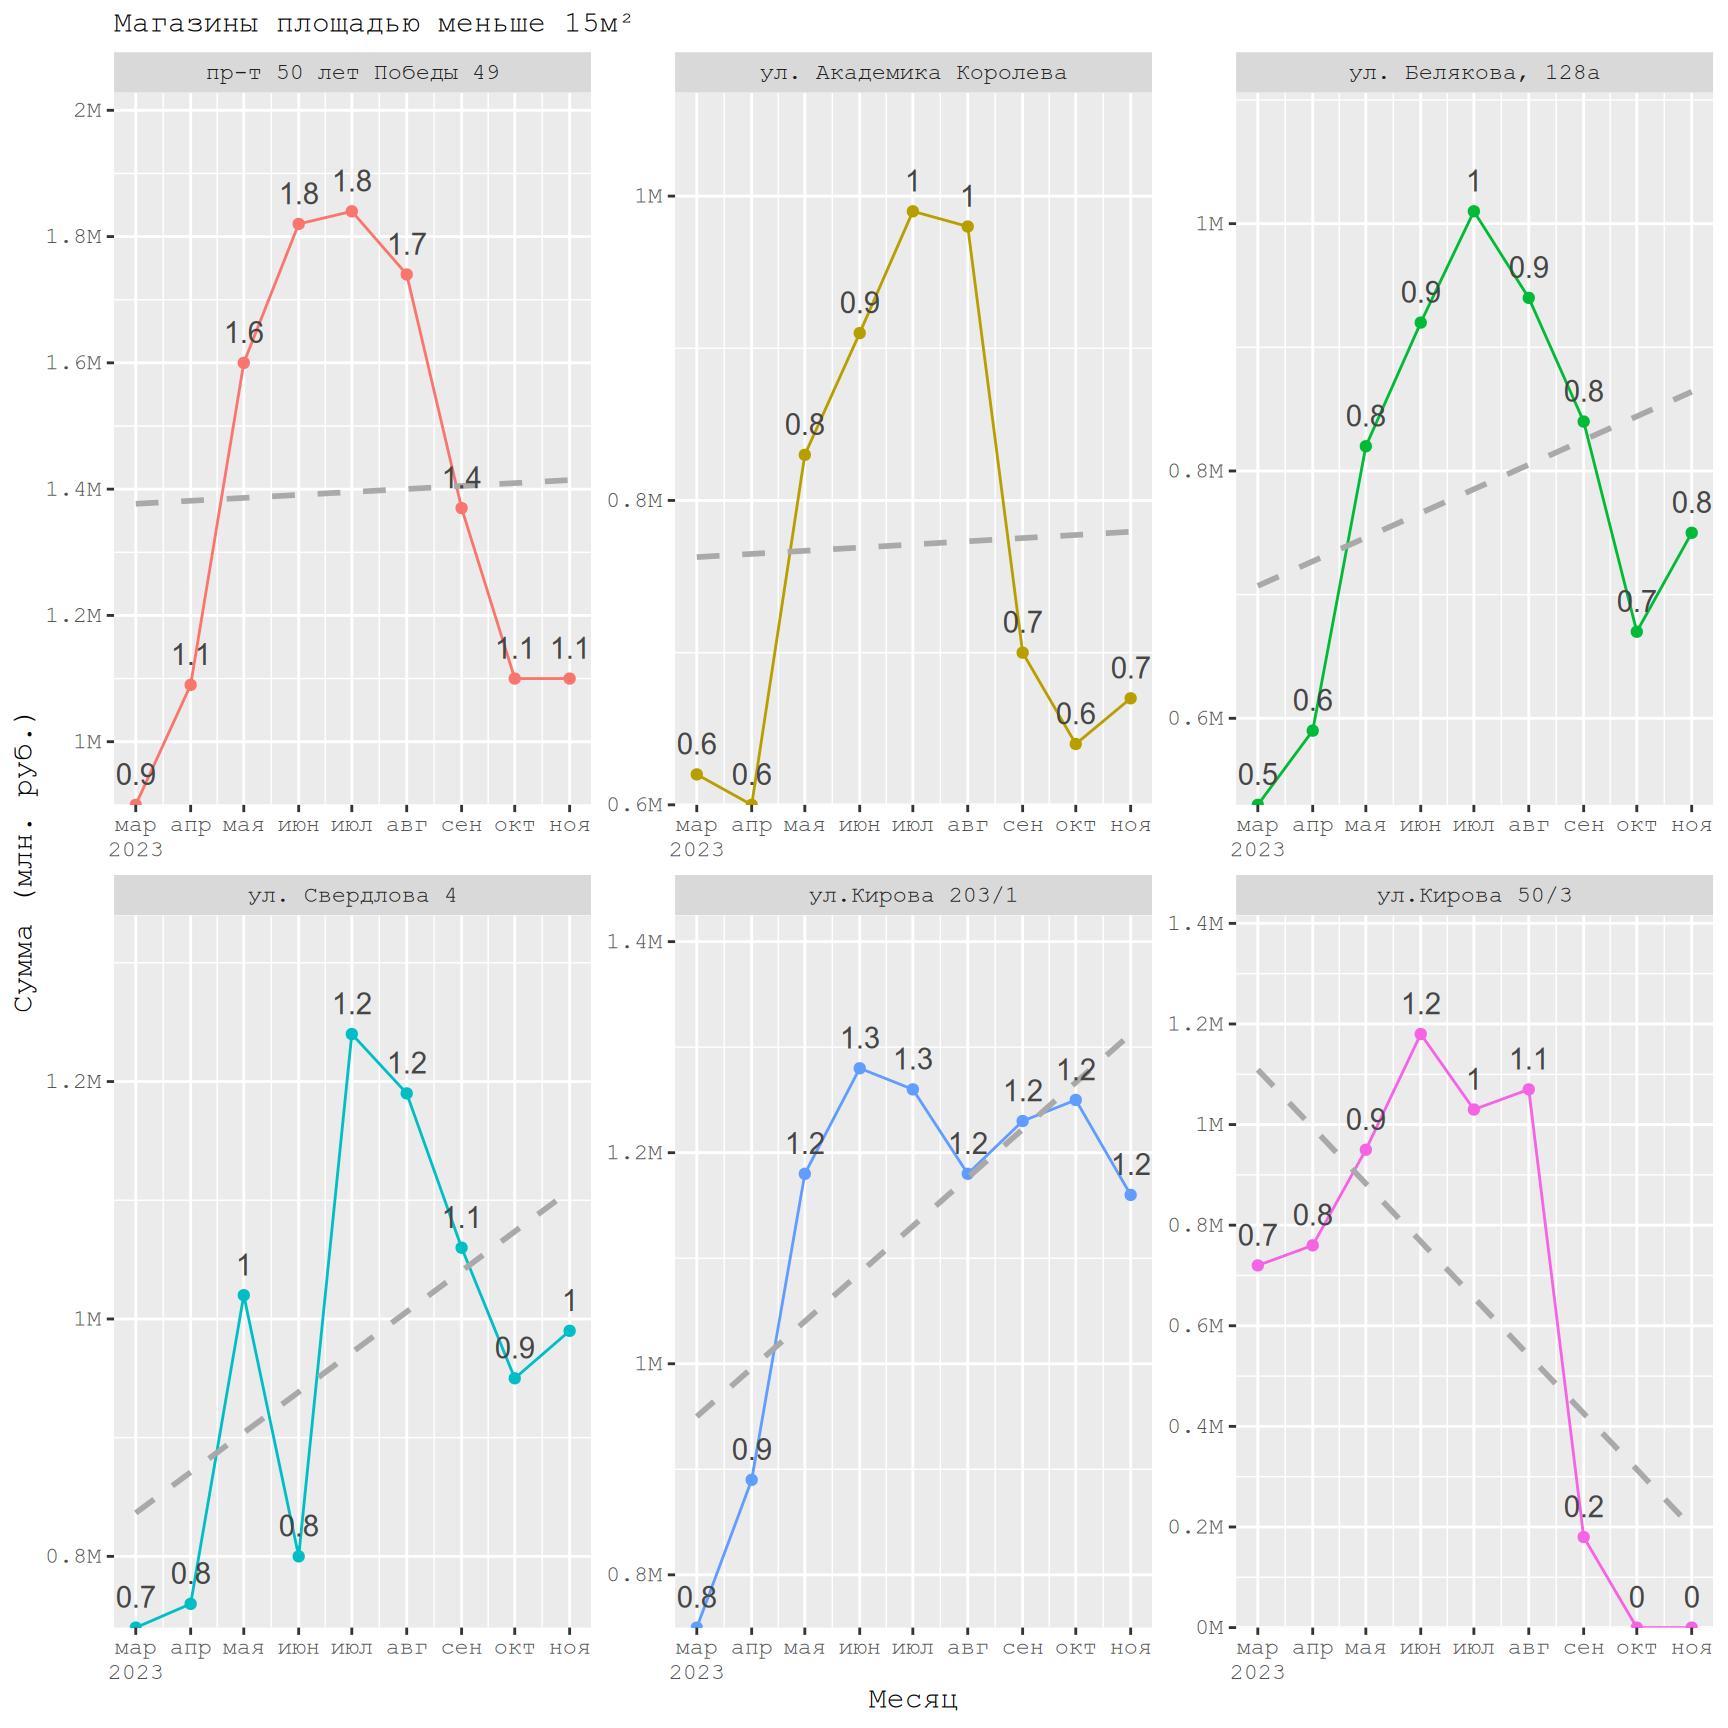 Магазины площадью меньше 15м²
Сумма (млн. руб.)
пр-т 50 лет Победы 49
2M
1.8M
1.6M
1.4M
1.2M
1M
0.9
1.1
1.6
1.8
1.8
1.7
1.4
1.1
1.1
мар апр мая июн июл авг сен окт ноя
2023
ул. Академика Королева
1M
0.8M
0.6M
0.6
0.6
0.8
0.9
1
1
0.7
0.6
0.7
мар апр мая июн июл авг сен окт ноя
2023
ул. Белякова, 128а
1M
0.8M
0.6M
0.5
0.6
0.8
0.9
1
0.9
0.8
0.7
0.8
мар апр мая июн июл авг сен окт ноя
2023
ул. Свердлова 4
1.2M
1M
0.8M
0.7
0.8
1
0.8
1.2
1.2
1.1
0.9
1
мар апр мая июн июл авг сен окт ноя
2023
ул.Кирова 203/1
1.4M
1.2M
1M
0.8M
0.8
0.9
1.2
1.3
1.3
1.2
1.2
1.2
1.2
мар апр мая июн июл авг сен окт ноя
2023
ул.Кирова 50/3
1.4M
1.2M
1M
0.8M
0.6M
0.4M
0.2M
0M
0.7
0.8
0.9
1.2
1
1.1
0.2
0
0
мар апр мая июн июл авг сен окт ноя
2023
Месяц